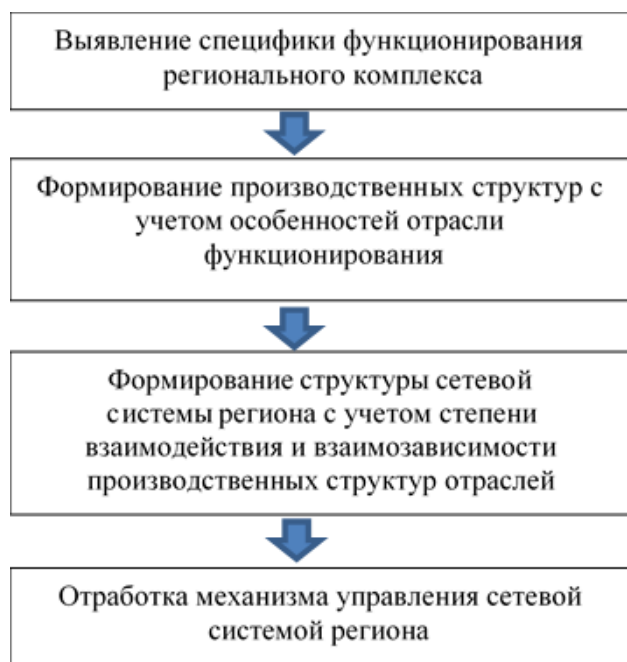 Выявление специфики функционирования
регионального комплекса
Формирование производственных структур с
учетом особенностей отрасли
функционирования
Формирование структуры сетевой
системы региона с учетом степени
взаимодействия и взаимозависимости
производственных структур отраслей
Отработка механизма управления сетевой
системой региона